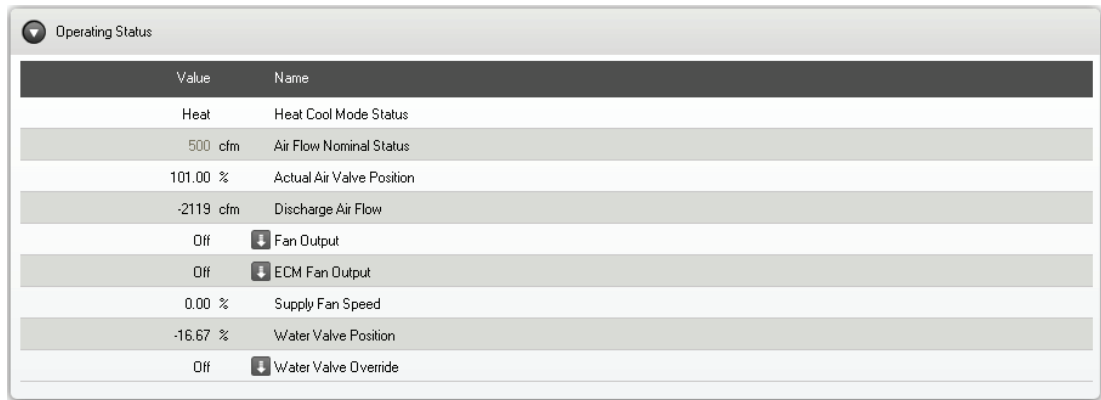 Operating Status
Value Name
Heat Heat Cool Mode Status
500 cfm Air Flow Nominal Status
101.00 % Actual Air Valve Position
-2119 cfm Discharge Air Flow
Off Fan Output
Off ECM Fan Output
0.00 % Supply Fan Speed
-16.67 % Water Valve Position
Off Water Valve Override